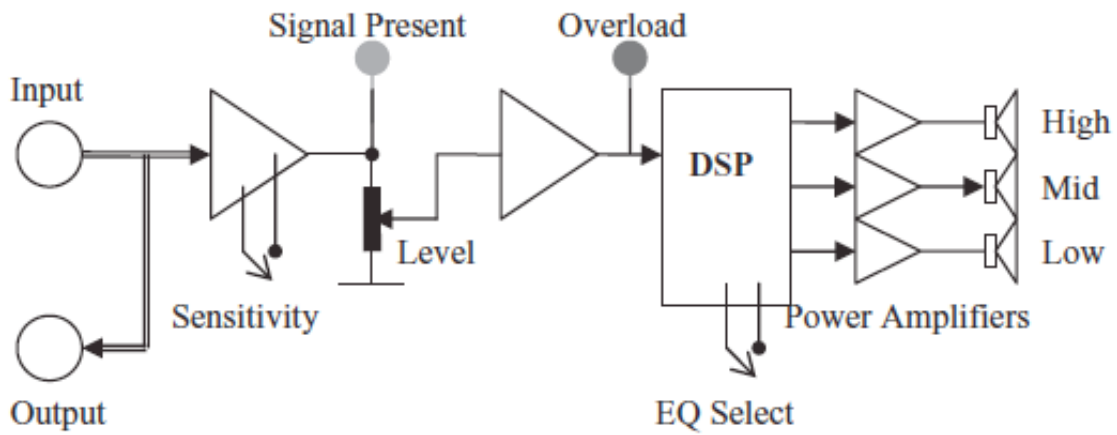 Signal Present
Overload
Input
High
DSP
Mid
Level
Low
Sensitivity
Power Amplifiers
Output
EQ Select